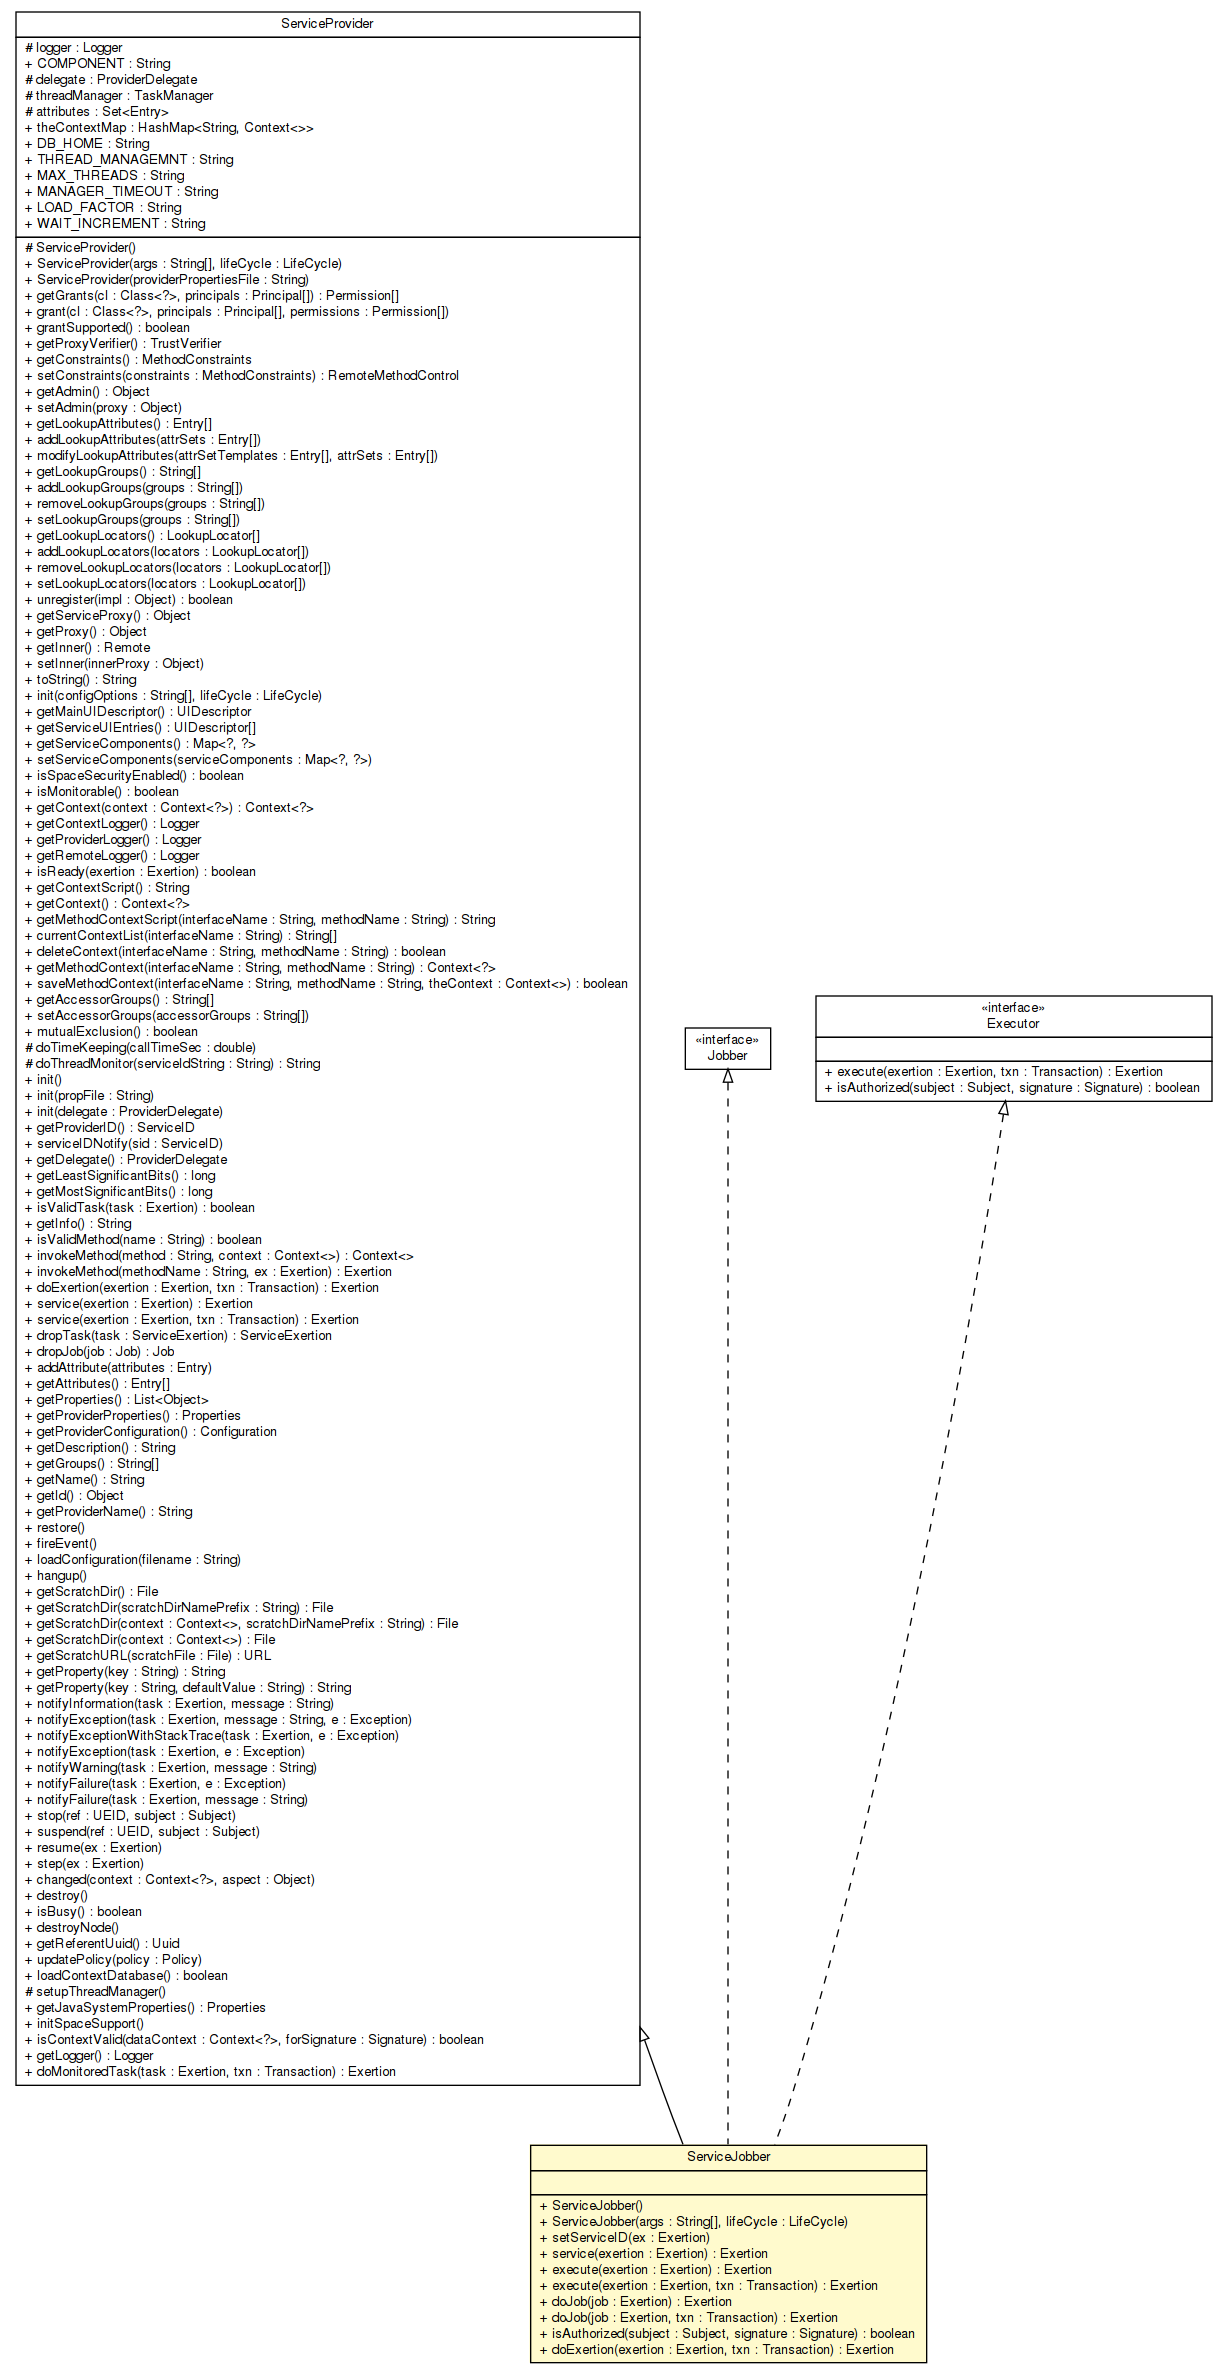 ServiceProvider
# logger : Logger
+ COMPONENT : String
# delegate : ProviderDelegate
# threadManager : TaskManager
# attributes : Set<Entry>
+ theContextMap : HashMap<String, Context<>>
+ DB_HOME : String
+ THREAD_MANAGEMNT : String
+ MAX_THREADS : String
+ MANAGER_TIMEOUT : String
+ LOAD_FACTOR : String
+ WAIT_INCREMENT : String
# ServiceProvider()
+ ServiceProvider(args : String[], lifeCycle : LifeCycle)
+ ServiceProvider(providerPropertiesFile : String)
+ getGrants(cl : Class<?>, principals : Principal[]) : Permission[]
+ grant(cl : Class<?>, principals : Principal[], permissions : Permission[])
+ grantSupported() : boolean
+ getProxyVerifier() : TrustVerifier
+ getConstraints() : MethodConstraints
+ setConstraints(constraints : MethodConstraints) : RemoteMethodControl
+ getAdmin() : Object
+ setAdmin(proxy : Object)
+ getLookupAttributes() : Entry[]
+ addLookupAttributes(attrSets : Entry[])
+ modifyLookupAttributes(attrSetTemplates : Entry[], attrSets : Entry[])
+ getLookupGroups() : String[]
+ addLookupGroups(groups : String[])
+ removeLookupGroups(groups : String[])
+ setLookupGroups(groups : String[])
+ getLookupLocators() : LookupLocator[]
+ addLookupLocators(locators : LookupLocator[])
+ removeLookupLocators(locators : LookupLocator[])
+ setLookupLocators(locators : LookupLocator[])
+ unregister(impl : Object) : boolean
+ getServiceProxy() : Object
+ getProxy() : Object
+ getInner() : Remote
+ setInner(innerProxy : Object)
+ toString() : String
+ init(configOptions : String[], lifeCycle : LifeCycle)
+ getMainUIDescriptor() : UIDescriptor
+ getServiceUIEntries() : UIDescriptor[]
+ getServiceComponents() : Map<?, ?>
+ setServiceComponents(serviceComponents : Map<?, ?>)
+ isSpaceSecurityEnabled() : boolean
+ isMonitorable() : boolean
+ getContext(context : Context<?>) : Context<?>
+ getContextLogger() : Logger
+ getProviderLogger() : Logger
+ getRemoteLogger() : Logger
+ isReady(exertion : Exertion) : boolean
+ getContextScript() : String
+ getContext() : Context<?>
+ getMethodContextScript(interfaceName : String, methodName : String) : String
+ currentContextList(interfaceName : String) : String[]
+ deleteContext(interfaceName : String, methodName : String) : boolean
+ getMethodContext(interfaceName : String, methodName : String) : Context<?>
+ saveMethodContext(interfaceName : String, methodName : String, theContext : Context<>) : boolean
+ getAccessorGroups() : String[]
+ setAccessorGroups(accessorGroups : String[])
+ mutualExclusion() : boolean
# doTimeKeeping(callTimeSec : double)
# doThreadMonitor(serviceIdString : String) : String
+ init()
+ init(propFile : String)
+ init(delegate : ProviderDelegate)
+ getProviderID() : ServiceID
+ serviceIDNotify(sid : ServiceID)
+ getDelegate() : ProviderDelegate
+ getLeastSignificantBits() : long
+ getMostSignificantBits() : long
+ isValidTask(task : Exertion) : boolean
+ getInfo() : String
+ isValidMethod(name : String) : boolean
+ invokeMethod(method : String, context : Context<>) : Context<>
+ invokeMethod(methodName : String, ex : Exertion) : Exertion
+ doExertion(exertion : Exertion, txn : Transaction) : Exertion
+ service(exertion : Exertion) : Exertion
+ service(exertion : Exertion, txn : Transaction) : Exertion
+ dropTask(task : ServiceExertion) : ServiceExertion
+ dropJob(job : Job) : Job
+ addAttribute(attributes : Entry)
+ getAttributes() : Entry[]
+ getProperties() : List<Object>
+ getProviderProperties() : Properties
+ getProviderConfiguration() : Configuration
+ getDescription() : String
+ getGroups() : String[]
+ getName() : String
+ getId() : Object
+ getProviderName() : String
+ restore()
+ fireEvent()
+ loadConfiguration(filename : String)
+ hangup()
+ getScratchDir() : File
+ getScratchDir(scratchDirNamePrefix : String) : File
+ getScratchDir(context : Context<>, scratchDirNamePrefix : String) : File
+ getScratchDir(context : Context<>) : File
+ getScratchURL(scratchFile : File) : URL
+ getProperty(key : String) : String
+ getProperty(key : String, defaultValue : String) : String
+ notifyInformation(task : Exertion, message : String)
+ notifyException(task : Exertion, message : String, e : Exception)
+ notifyExceptionWithStackTrace(task : Exertion, e : Exception)
+ notifyException(task : Exertion, e : Exception)
+ notifyWarning(task : Exertion, message : String)
+ notifyFailure(task : Exertion, e : Exception)
+ notifyFailure(task : Exertion, message : String)
+ stop(ref : UEID, subject : Subject)
+ suspend(ref : UEID, subject : Subject)
+ resume(ex : Exertion)
+ step(ex : Exertion)
+ changed(context : Context<?>, aspect : Object)
+ destroy()
+ isBusy() : boolean
+ destroyNode()
+ getReferentUuid() : Uuid
+ updatePolicy(policy : Policy)
+ loadContextDatabase() : boolean
# setupThreadManager()
+ getJavaSystemProperties() : Properties
+ initSpaceSupport()
+ isContextValid(dataContext : Context<?>, forSignature : Signature) : boolean
+ getLogger() : Logger
+ doMonitoredTask(task : Exertion, txn : Transaction) : Exertion
«interface»
Jobber
«interface»
Executor
+ execute(exertion : Exertion, txn : Transaction) : Exertion
+ isAuthorized(subject : Subject, signature : Signature) : boolean
ServiceJobber
+ ServiceJobber()
+ ServiceJobber(args : String[], lifeCycle : LifeCycle)
+ setServiceID(ex : Exertion)
+ service(exertion : Exertion) : Exertion
+ execute(exertion : Exertion) : Exertion
+ execute(exertion : Exertion, txn : Transaction) : Exertion
+ doJob(job : Exertion) : Exertion
+ doJob(job : Exertion, txn : Transaction) : Exertion
+ isAuthorized(subject : Subject, signature : Signature) : boolean
+ doExertion(exertion : Exertion, txn : Transaction) : Exertion